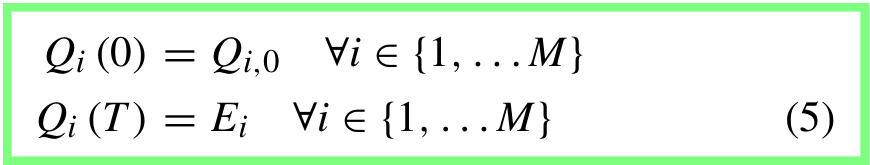 Q_i (0) = Q_{i,0} ∀i ∈ {1, . . . M}
Q_i (T) = E_i ∀i ∈ {1, . . . M} (5)